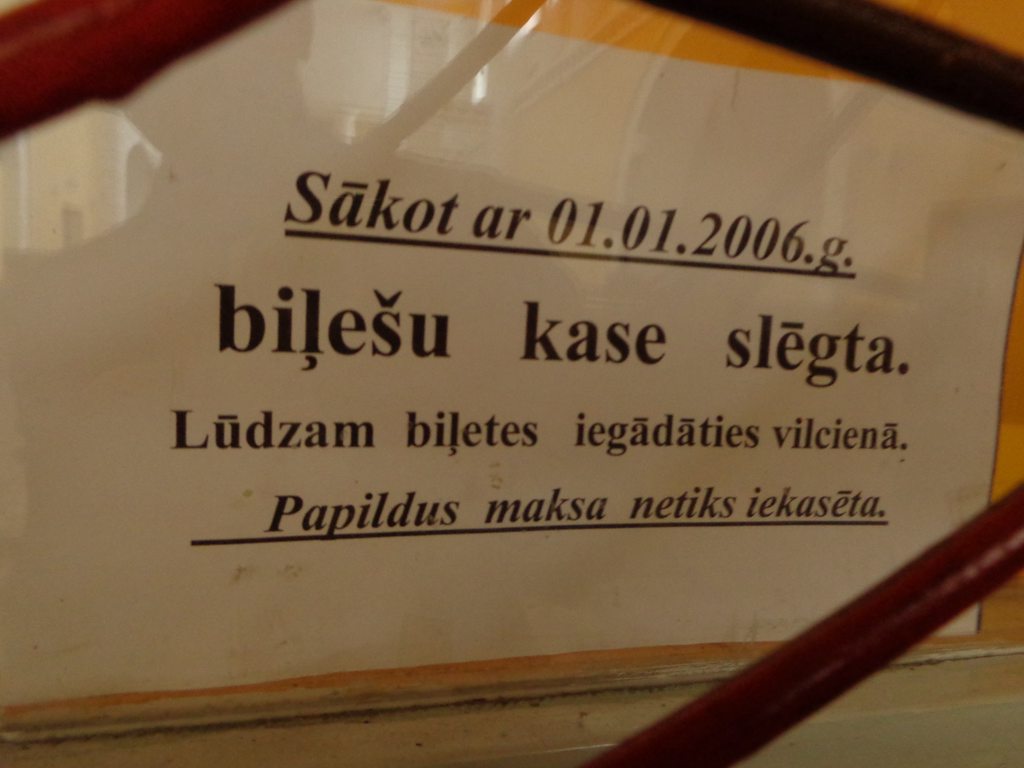 Sākot ar 01.01.2006.g.
biļešu kase slēgta.
Lūdzam biļetes iegādāties vilcienā.
Papildus maksa netiks iekasēta.